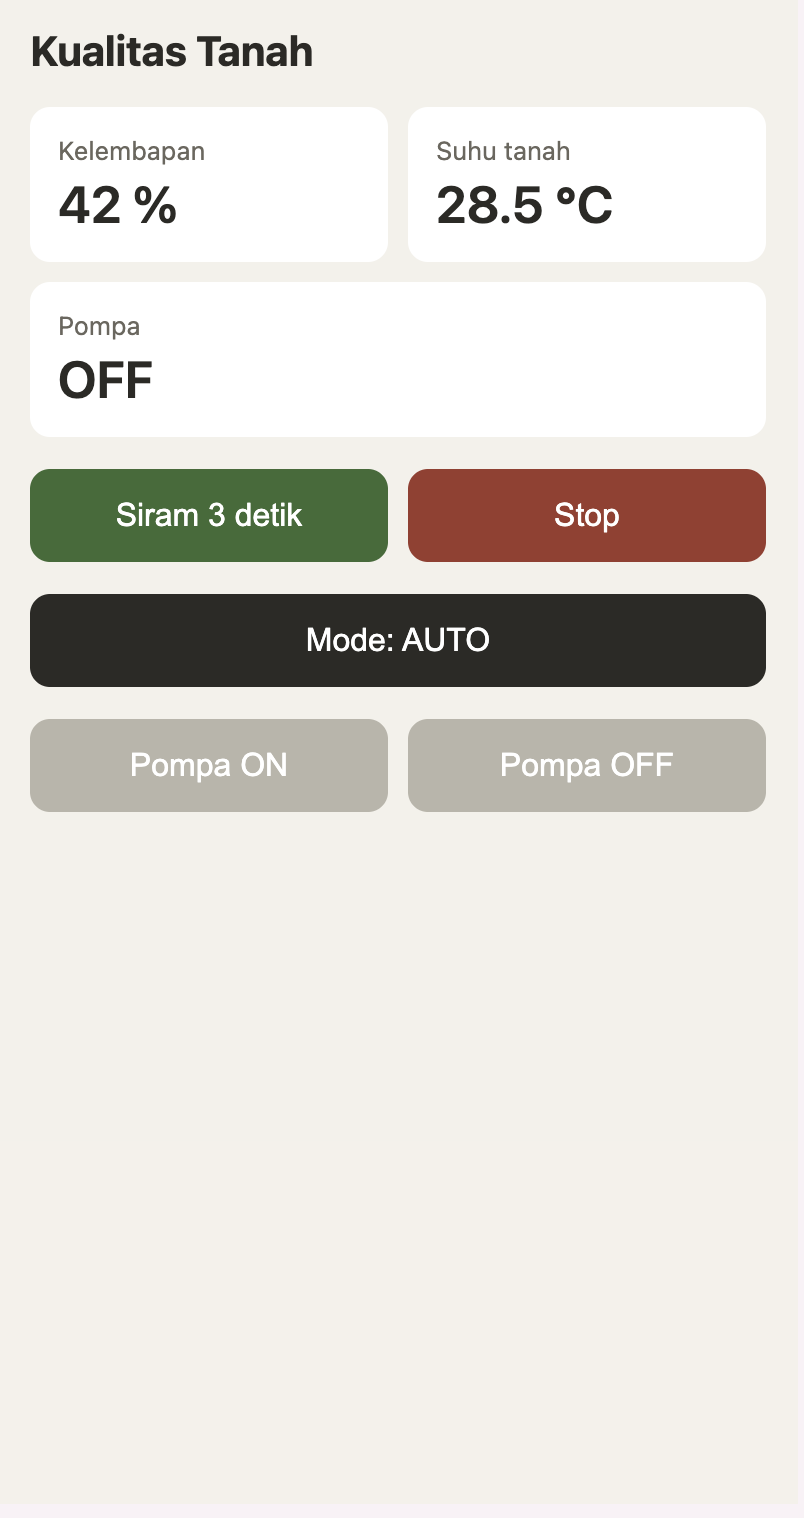 Kualitas Tanah
Kelembapan
42 %
Suhu tanah
28.5 °C
Pompa
OFF
Siram 3 detik
Stop
Mode: AUTO
Pompa ON
Pompa OFF